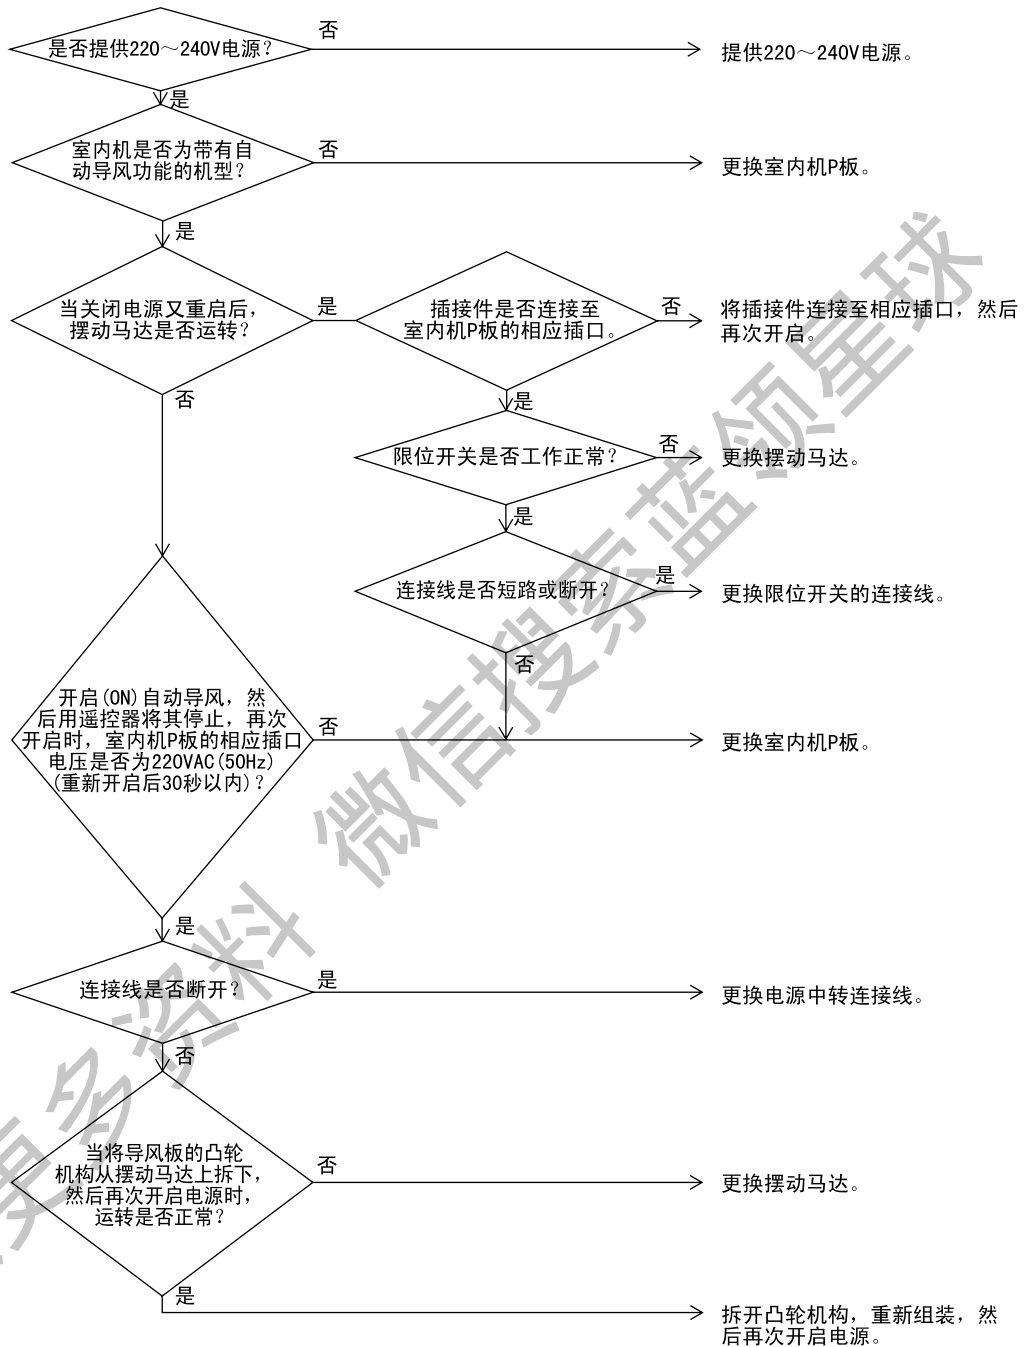 是否提供220～240V电源？
否
提供220～240V电源。
是
室内机是否为带有自
动导风功能的机型？
否
更换室内机P板。
是
当关闭电源又重启后，
摆动马达是否运转？
是
插接件是否连接至
室内机P板的相应插口。
否
将插接件连接至相应插口，然后
再次开启。
否
是
限位开关是否工作正常？
否
更换摆动马达。
是
连接线是否短路或断开？
是
更换限位开关的连接线。
否
开启(ON)自动导风，然
后用遥控器将其停止，再次
开启时，室内机P板的相应插口
电压是否为220VAC(50Hz)
(重新开启后30秒以内)？
否
更换室内机P板。
是
连接线是否断开？
是
更换电源中转连接线。
否
当将导风板的凸轮
机构从摆动马达上拆下，
然后再次开启电源时，
运转是否正常？
否
更换摆动马达。
是
拆开凸轮机构，重新组装，然
后再次开启电源。
更多资料 微信搜索蓝领星球